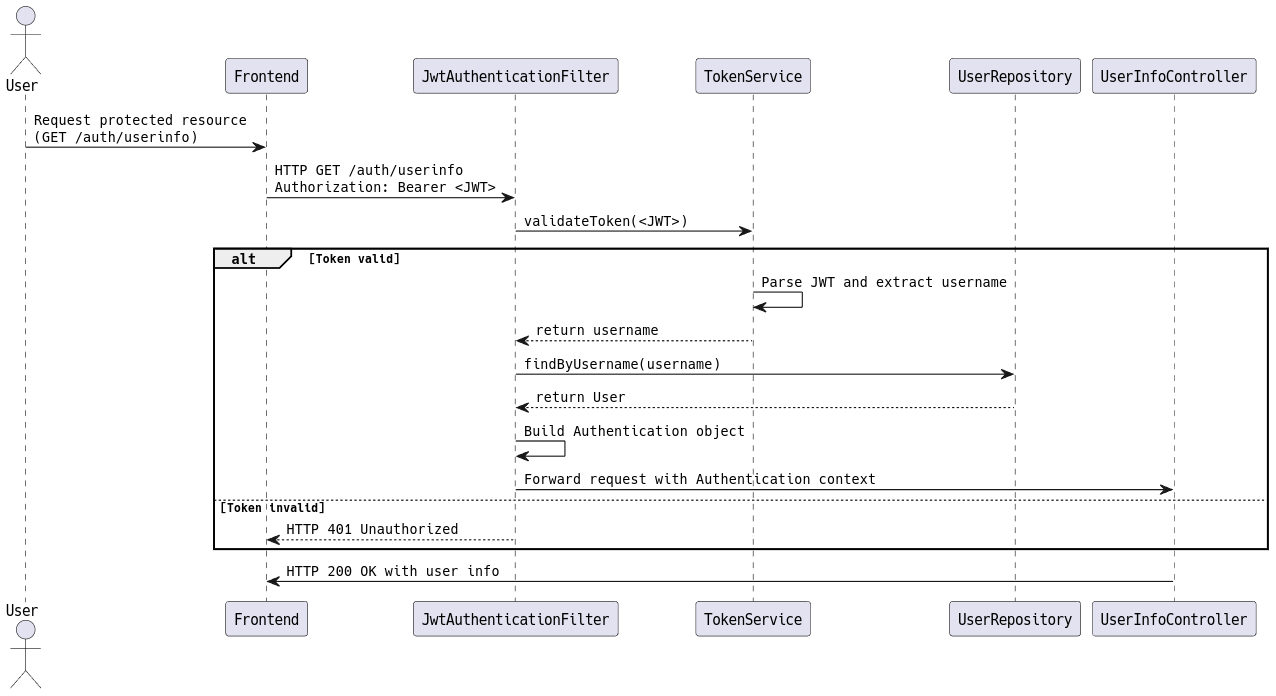 User
Frontend
JwtAuthenticationFilter
TokenService
UserRepository
UserInfoController
Request protected resource
(GET /auth/userinfo)
HTTP GET /auth/userinfo
Authorization: Bearer <JWT>
validateToken(<JWT>)
alt
[Token valid]
Parse JWT and extract username
return username
findByUsername(username)
return User
Build Authentication object
Forward request with Authentication context
[Token invalid]
HTTP 401 Unauthorized
HTTP 200 OK with user info
User
Frontend
JwtAuthenticationFilter
TokenService
UserRepository
UserInfoController